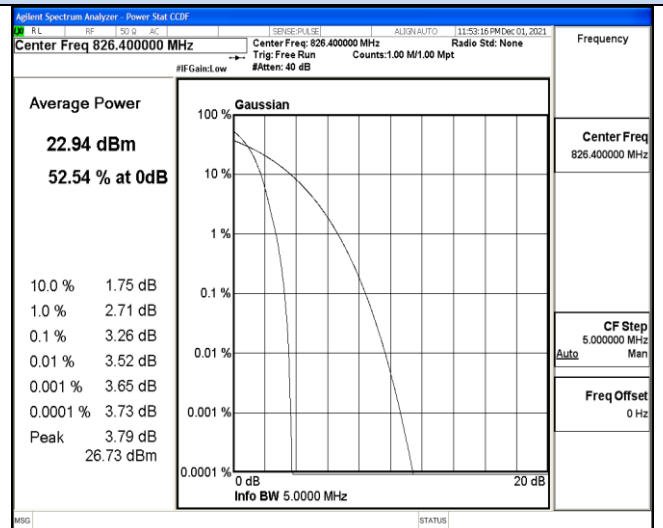 Agilent Spectrum Analyzer - Power Stat CCDF
RL RF 50 Ω AC SENSE:PULSE ALIGNAUTO 11:53:16 PM Dec 01, 2021
Center Freq 826.400000 MHz
Center Freq: 826.400000 MHz Radio Std: None
Trig: Free Run Counts:1.00 M/1.00 Mpt
#IFGain:Low #Atten: 40 dB
Frequency
Average Power
22.94 dBm
52.54 % at 0dB
10.0 % 1.75 dB
1.0 % 2.71 dB
0.1 % 3.26 dB
0.01 % 3.52 dB
0.001 % 3.65 dB
0.0001 % 3.73 dB
Peak 3.79 dB
26.73 dBm
Gaussian
100 %
10 %
1 %
0.1 %
0.01 %
0.001 %
0.0001 %
0 dB 20 dB
Info BW 5.0000 MHz
Center Freq
826.400000 MHz
CF Step
5.000000 MHz
Auto Man
Freq Offset
0 Hz
MSG STATUS